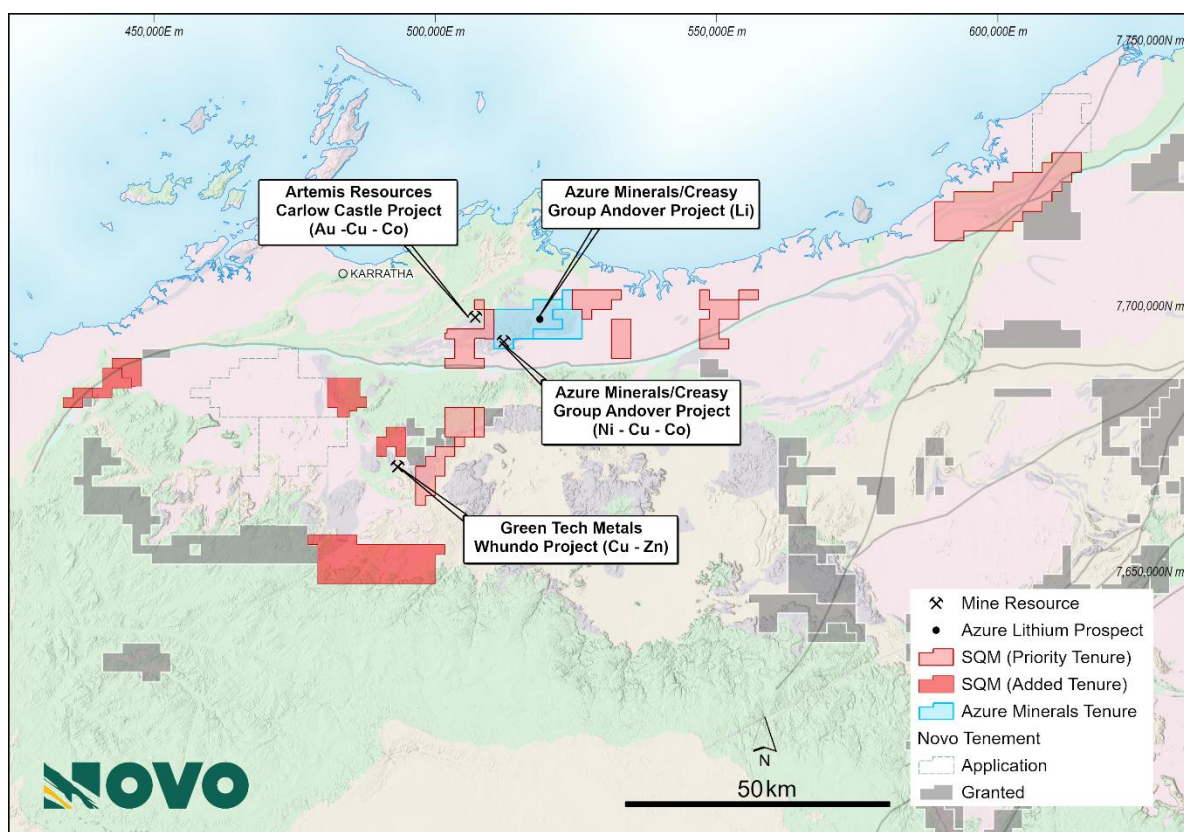 450,000E m
500,000E m
550,000E m
600,000E m
7,750,000N m
Artemis Resources
Carlow Castle Project
(Au -Cu - Co)
Azure Minerals/Creasy
Group Andover Project (Li)
KARRATHA
7,700,000N m
Azure Minerals/Creasy
Group Andover Project
(Ni - Cu - Co)
Green Tech Metals
Whundo Project (Cu - Zn)
7,650,000N m
Mine Resource
Azure Lithium Prospect
SQM (Priority Tenure)
SQM (Added Tenure)
Azure Minerals Tenure
Novo Tenement
Application
Granted
N
50km
NOVO